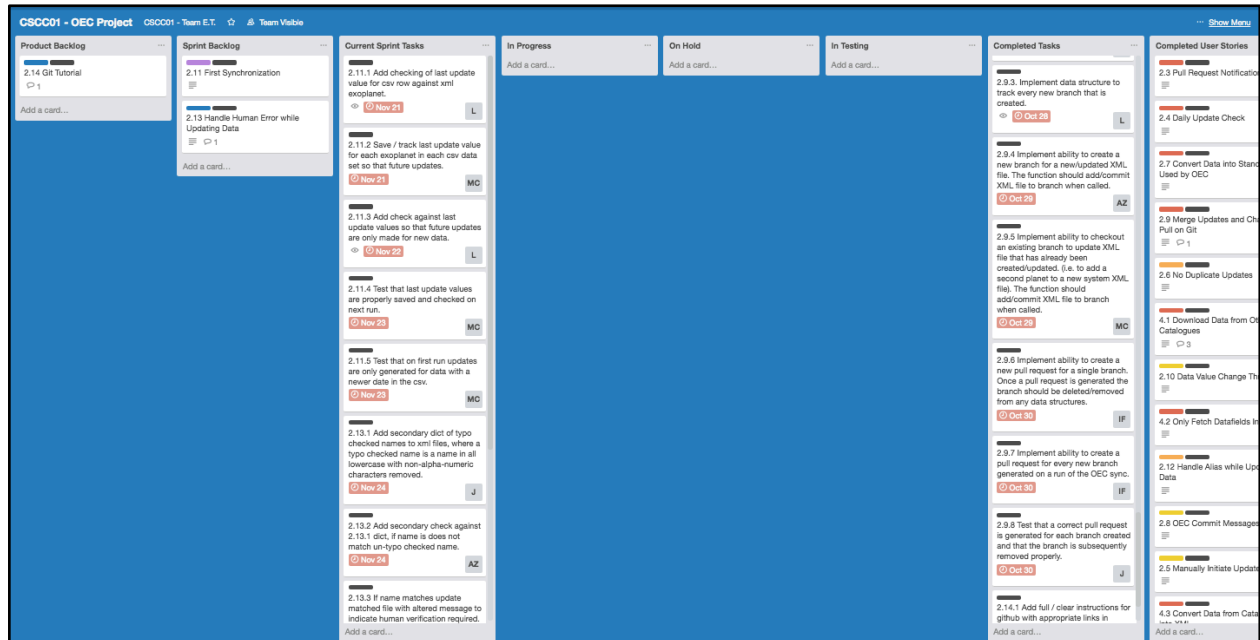 CSCC01 - OEC Project
CSCC01 - Team E.T.
Team Visible
... Show Menu
Product Backlog
2.14 Git Tutorial
1
Add a card...
Sprint Backlog
2.11 First Synchronization
2.13 Handle Human Error while
Updating Data
1
Add a card...
Current Sprint Tasks
2.11.1 Add checking of last update
value for csv row against xml
exoplanet.
Nov 21
L
2.11.2 Save / track last update value
for each exoplanet in each csv data
set so that future updates.
Nov 21
MC
2.11.3 Add check against last
update values so that future updates
are only made for new data.
Nov 22
L
2.11.4 Test that last update values
are properly saved and checked on
next run.
Nov 23
MC
2.11.5 Test that on first run updates
are only generated for data with a
newer date in the csv.
Nov 23
MC
2.13.1 Add secondary dict of typo
checked names to xml files, where a
typo checked name is a name in all
lowercase with non-alpha-numeric
characters removed.
Nov 24
J
2.13.2 Add secondary check against
2.13.1 dict, if name is does not
match un-typo checked name.
Nov 24
AZ
2.13.3 If name matches update
matched file with altered message to
indicate human verification required.
Add a card...
In Progress
Add a card...
On Hold
Add a card...
In Testing
Add a card...
Completed Tasks
2.9.3. Implement data structure to
track every new branch that is
created.
Oct 28
L
2.9.4 Implement ability to create a
new branch for a new/updated XML
file. The function should add/commit
XML file to branch when called.
Oct 29
AZ
2.9.5 Implement ability to checkout
an existing branch to update XML
file that has already been
created/updated. (i.e. to add a
second planet to a new system XML
file). The function should
add/commit XML file to branch
when called.
Oct 29
MC
2.9.6 Implement ability to create a
new pull request for a single branch.
Once a pull request is generated the
branch should be deleted/removed
from any data structures.
Oct 30
IF
2.9.7 Implement ability to create a
pull request for every new branch
generated on a run of the OEC sync.
Oct 30
IF
2.9.8 Test that a correct pull request
is generated for each branch created
and that the branch is subsequently
removed properly.
Oct 30
J
2.14.1 Add full / clear instructions for
github with appropriate links in
Add a card...
Completed User Stories
2.3 Pull Request Notification
2.4 Daily Update Check
2.7 Convert Data into Stanc
Used by OEC
2.9 Merge Updates and Cha
Pull on Git
1
2.6 No Duplicate Updates
4.1 Download Data from Ot
Catalogues
3
2.10 Data Value Change Thr
4.2 Only Fetch Datafields In
2.12 Handle Alias while Upd
Data
2.8 OEC Commit Messages
2.5 Manually Initiate Update
4.3 Convert Data from Cata
Add a card...